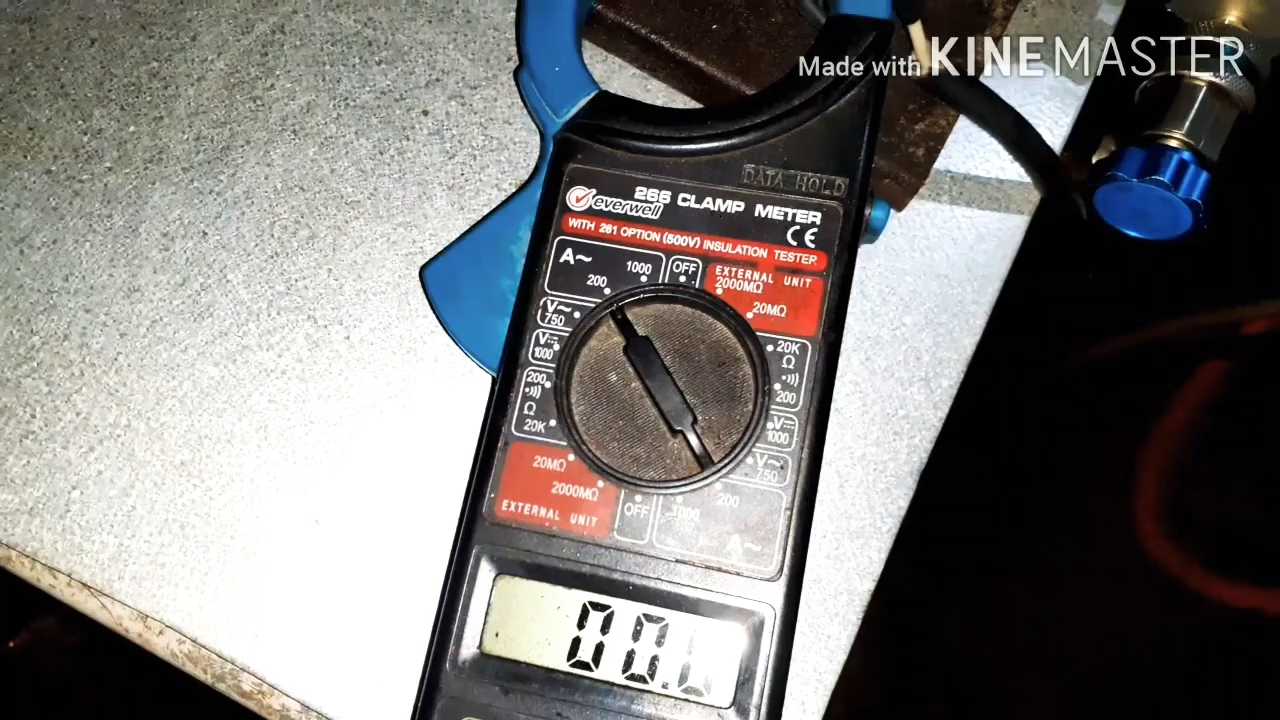 Made with KINEMASTER
DATA HOLD
everwell 266 CLAMP METER
CE
WITH 261 OPTION (500V) INSULATION TESTER
A~ 200 1000
OFF
EXTERNAL UNIT
2000MΩ
20MΩ
V~
750
V⎓
1000
200
Ω
20K
20K
Ω
200
V⎓
1000
V~
750
20MΩ
2000MΩ
EXTERNAL UNIT
OFF
1000
200
A~